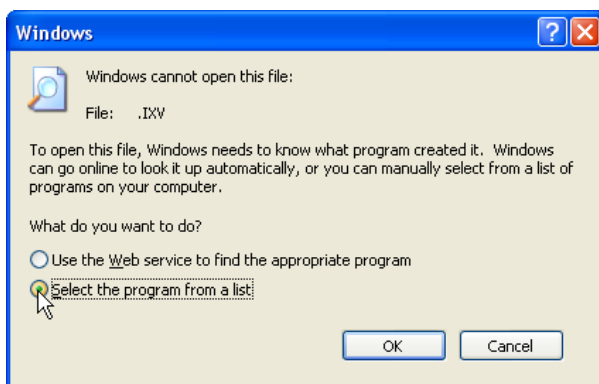 Windows
Windows cannot open this file:
File: .IXV
To open this file, Windows needs to know what program created it. Windows
can go online to look it up automatically, or you can manually select from a list of
programs on your computer.
What do you want to do?
Use the Web service to find the appropriate program
Select the program from a list
OK Cancel